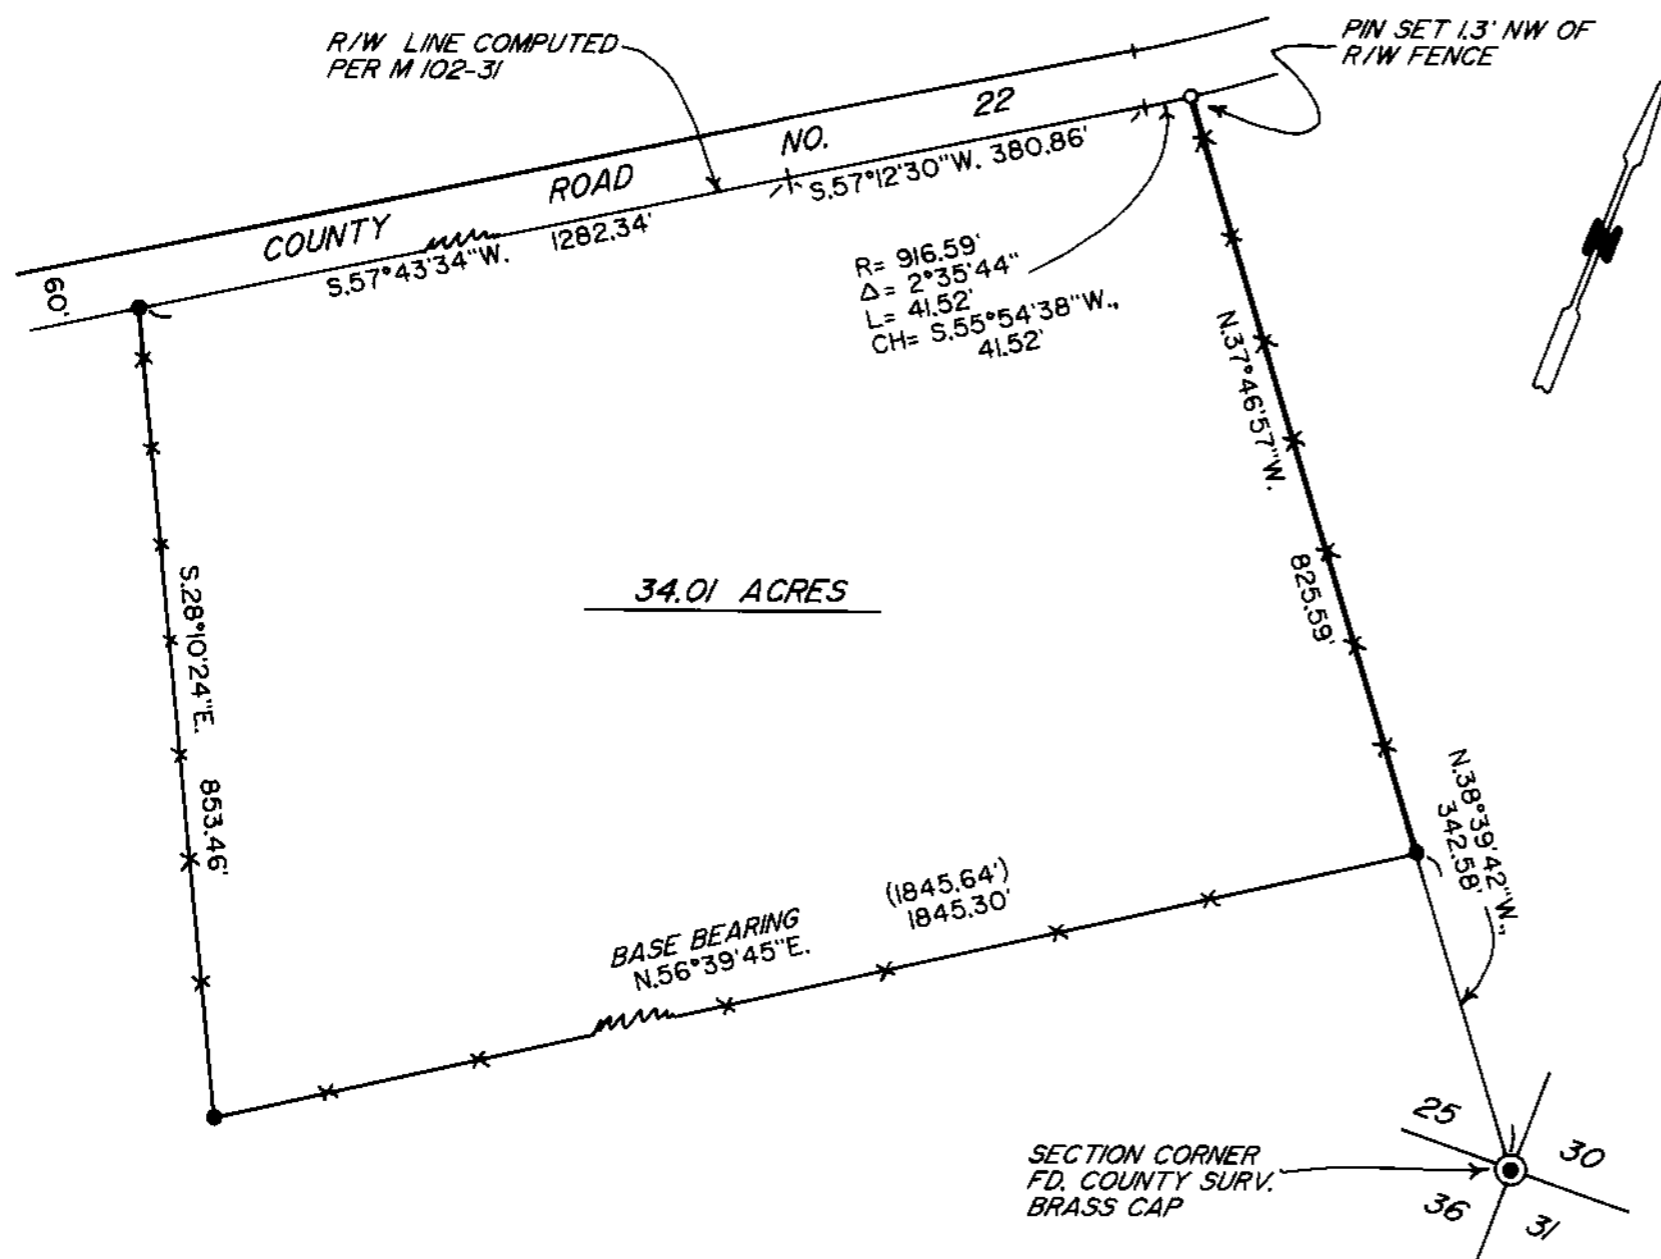 R/W LINE COMPUTED
PER M 102-31
PIN SET 1.3' NW OF
R/W FENCE
COUNTY ROAD NO. 22
60'
S.57°43'34"W. 1282.34'
S.57°12'30"W. 380.86'
R= 916.59'
Δ= 2°35'44"
L= 41.52'
CH= S.55°54'38"W.,
41.52'
N.37°46'57"W.
825.59'
S.28°10'24"E. 853.46'
34.01 ACRES
N.38°39'42"W.,
342.58'
(1845.64')
BASE BEARING
N.56°39'45"E.
1845.30'
25
30
36
31
SECTION CORNER
FD. COUNTY SURV.
BRASS CAP